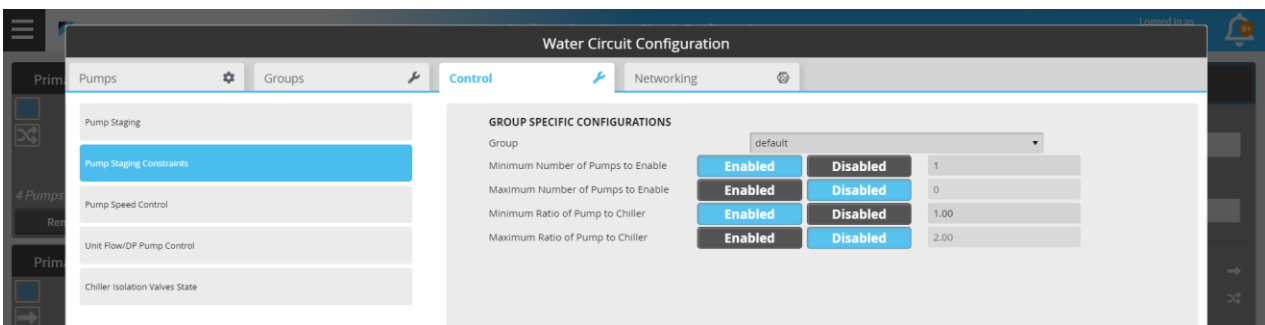 Logged in as
9+
Water Circuit Configuration
Prim
Pumps
Groups
Control
Networking
Pump Staging
Pump Staging Constraints
Pump Speed Control
Unit Flow/DP Pump Control
Chiller Isolation Valves State
GROUP SPECIFIC CONFIGURATIONS
Group default
Minimum Number of Pumps to Enable Enabled Disabled 1
Maximum Number of Pumps to Enable Enabled Disabled 0
Minimum Ratio of Pump to Chiller Enabled Disabled 1.00
Maximum Ratio of Pump to Chiller Enabled Disabled 2.00
4 Pumps
Ren
Prim